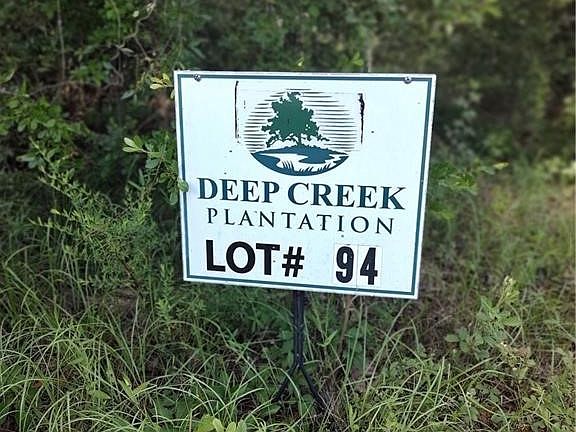 DEEP CREEK
PLANTATION
LOT# 94